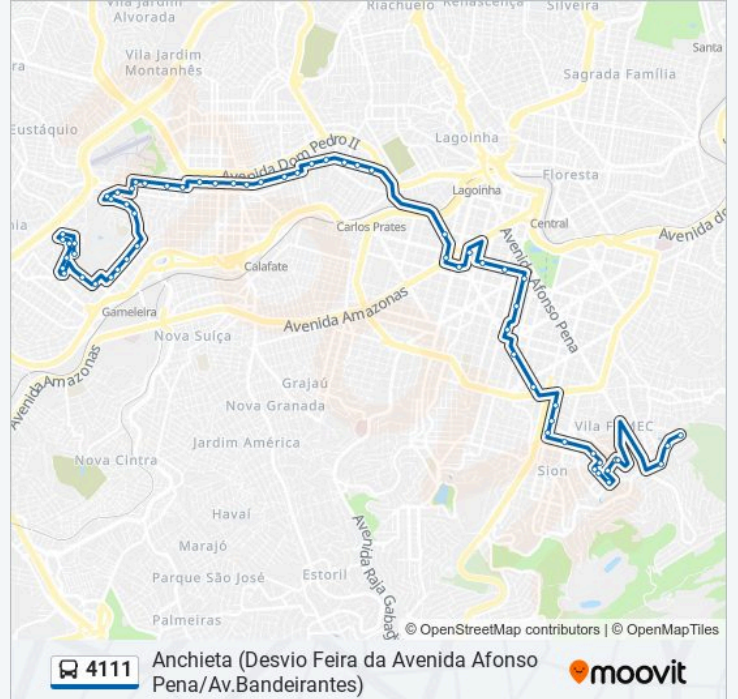 Vila Jardim
Alvorada
Riachuelo
Renascença
Silveira
Santa
Vila Jardim
Montanhês
Sagrada Família
Eustáquio
Lagoinha
Avenida Dom Pedro II
Floresta
Lagoinha
Central
Carlos Prates
Avenida do
Calafate
Avenida Afonso Pena
Gameleira
Avenida Amazonas
Nova Suíça
Avenida Amazonas
Grajaú
Nova Granada
Jardim América
Nova Cintra
Sion
Havaí
Marajó
Parque São José
Estoril
Palmeiras
© OpenStreetMap contributors | © OpenMapTiles
4111
Anchieta (Desvio Feira da Avenida Afonso
Pena/Av.Bandeirantes)
moovit